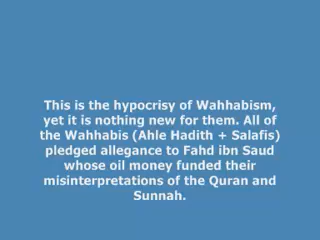 This is the hypocrisy of Wahhabism,
yet it is nothing new for them. All of
the Wahhabis (Ahle Hadith + Salafis)
pledged allegance to Fahd ibn Saud
whose oil money funded their
misinterpretations of the Quran and
Sunnah.